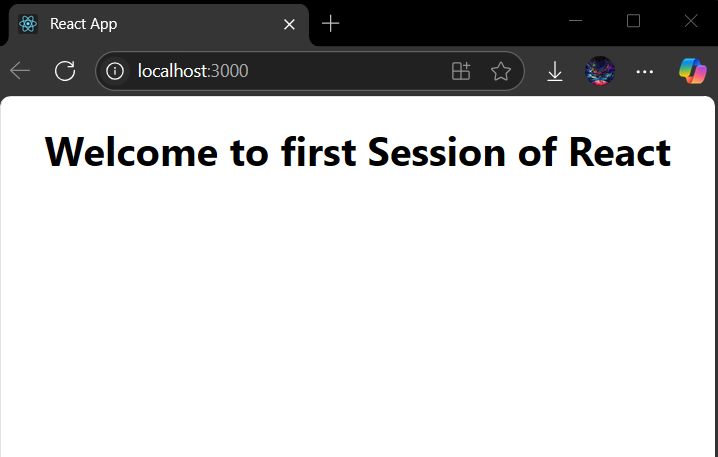 React App
localhost:3000
Welcome to first Session of React